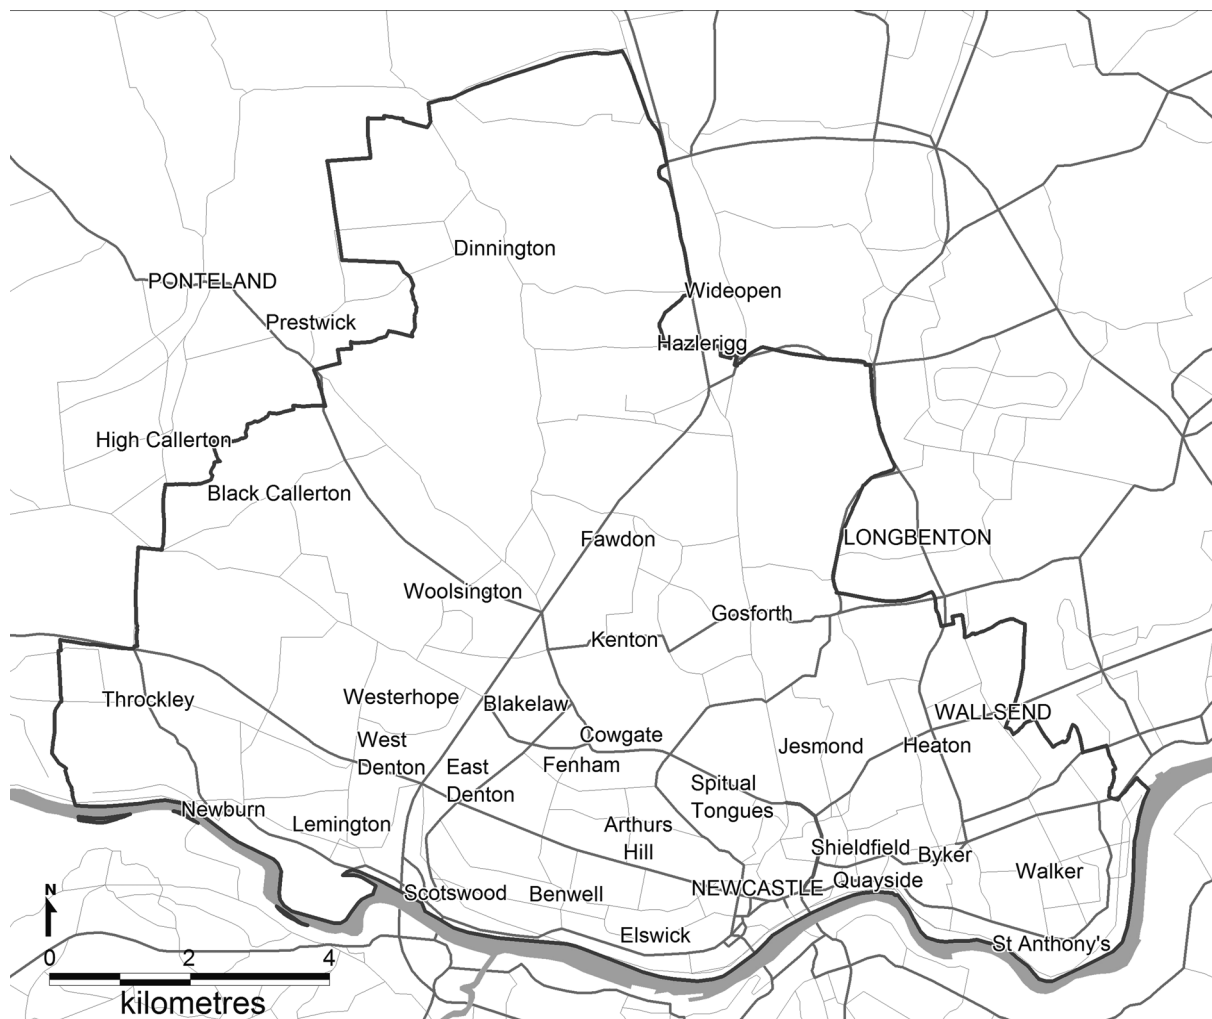 Dinnington
PONTELAND
Wideopen
Prestwick
Hazlerigg
High Callerton
Black Callerton
Fawdon
LONGBENTON
Woolsington
Gosforth
Kenton
Throckley
Westerhope
Blakelaw
WALLSEND
Cowgate
West
Denton
Jesmond
Heaton
East
Denton
Fenham
Spitual
Tongues
Newburn
Lemington
Arthurs
Hill
Shieldfield
Byker
Walker
Quayside
NEWCASTLE
Scotswood
Benwell
Elswick
St Anthony's
N
0 2 4
kilometres